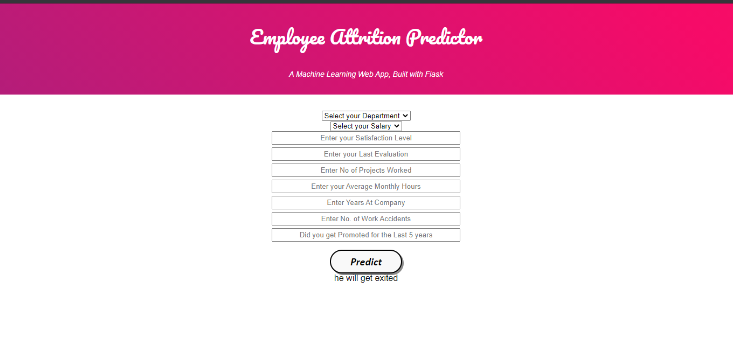 Employee Attrition Predictor
A Machine Learning Web App, Built with Flask
Select your Department
Select your Salary
Enter your Satisfaction Level
Enter your Last Evaluation
Enter No of Projects Worked
Enter your Average Monthly Hours
Enter Years At Company
Enter No. of Work Accidents
Did you get Promoted for the Last 5 years
Predict
he will get exited